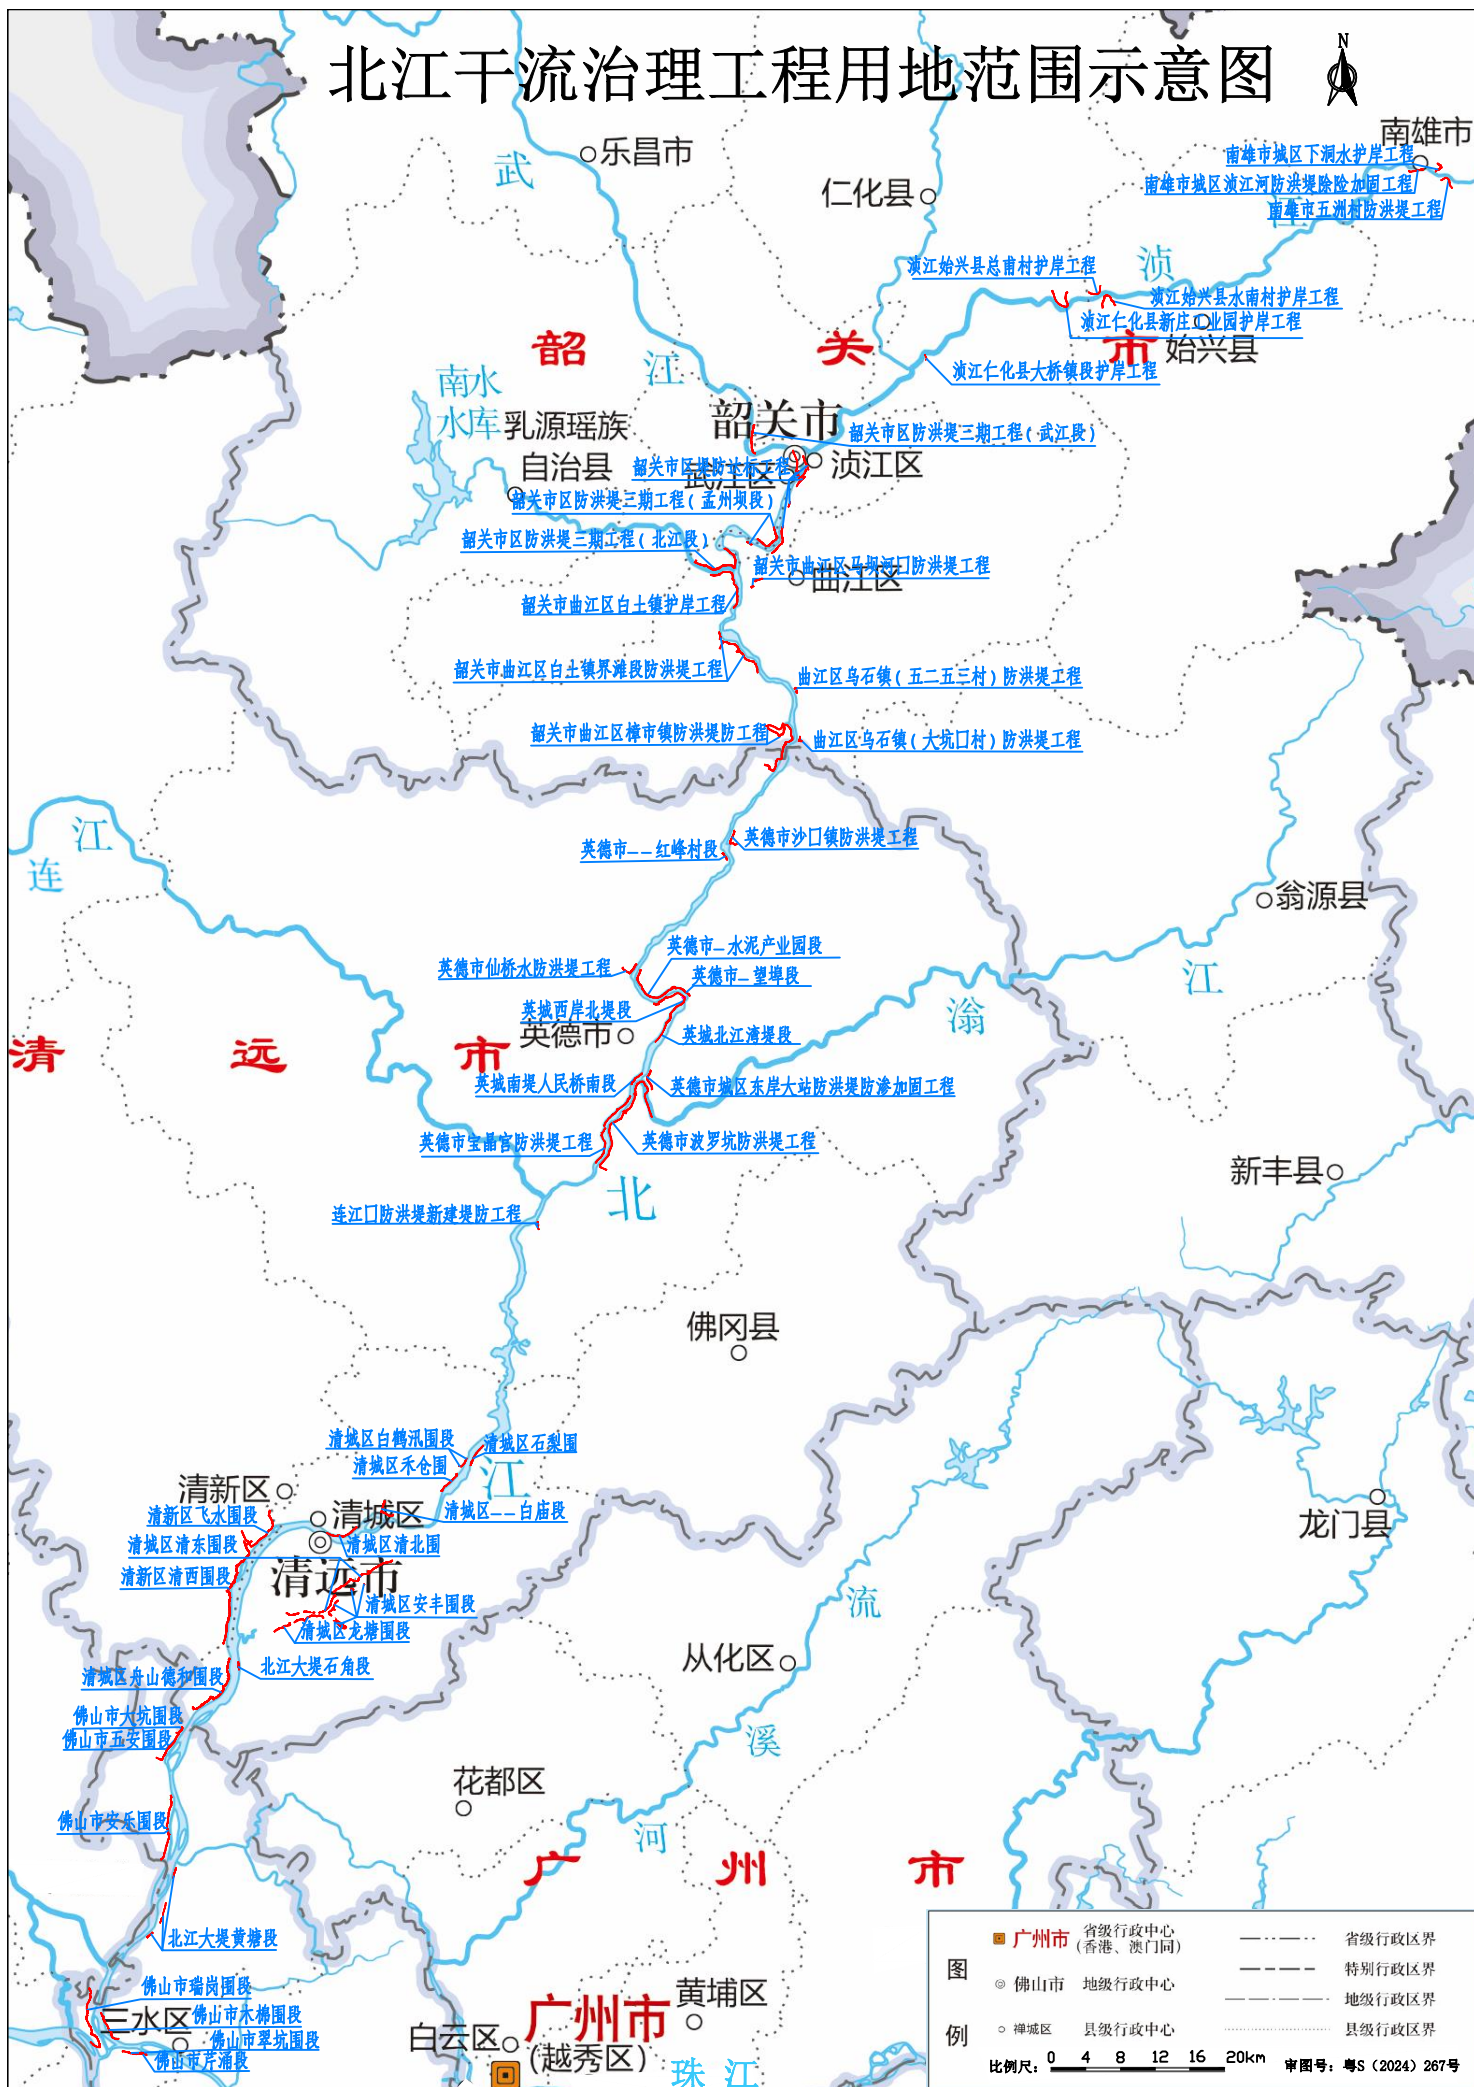 北江干流治理工程用地范围示意图
N
南雄市
乐昌市
武
南雄市城区下洞水护岸工程
南雄市城区浈江河防洪堤除险加固工程
仁化县
南雄市五洲村防洪堤工程
江
浈
浈江始兴县总甫村护岸工程
浈江始兴县水南村护岸工程
浈江仁化县新庄工业园护岸工程
韶 关 市
始兴县
江
浈江仁化县大桥镇段护岸工程
南水
水库
乳源瑶族
自治县
韶关市
韶关市区防洪堤三期工程(武江段)
浈江区
武江区
韶关市区堤防达标工程
韶关市区防洪堤三期工程(孟州坝段)
韶关市区防洪堤三期工程(北江段)
韶关市曲江区马坝河口防洪堤工程
曲江区
韶关市曲江区白土镇护岸工程
韶关市曲江区白土镇界滩段防洪堤工程
曲江区乌石镇(五二五三村)防洪堤工程
韶关市曲江区樟市镇防洪堤防工程
曲江区乌石镇(大坑口村)防洪堤工程
江
连
英德市沙口镇防洪堤工程
英德市——红峰村段
翁源县
英德市—水泥产业园段
英德市仙桥水防洪堤工程
英德市—望埠段
江
滃
英城西岸北堤段
英德市
英城北江湾堤段
清 远 市
英城南堤人民桥南段
英德市城区东岸大站防洪堤防渗加固工程
英德市宝晶宫防洪堤工程
英德市波罗坑防洪堤工程
新丰县
北
连江口防洪堤新建堤防工程
佛冈县
清城区白鹤汛围段
清城区石梨围
清城区禾仓围
江
清新区
清城区
清城区——白庙段
清新区飞水围段
清城区清东围段
清城区清北围
清新区清西围段
清远市
龙门县
清城区安丰围段
清城区龙塘围段
流
从化区
北江大堤石角段
清城区舟山德和围段
佛山市大坑围段
佛山市五安围段
溪
花都区
佛山市安乐围段
河
广 州 市
北江大堤黄塘段
佛山市瑞岗围段
三水区
佛山市木棉围段
佛山市翠坑围段
佛山市芹涌段
黄埔区
广州市
白云区
(越秀区)
珠 江
图
例
广州市 省级行政中心
(香港、澳门同)
佛山市 地级行政中心
禅城区 县级行政中心
省级行政区界
特别行政区界
地级行政区界
县级行政区界
比例尺: 0 4 8 12 16 20km
审图号: 粤S(2024)267号